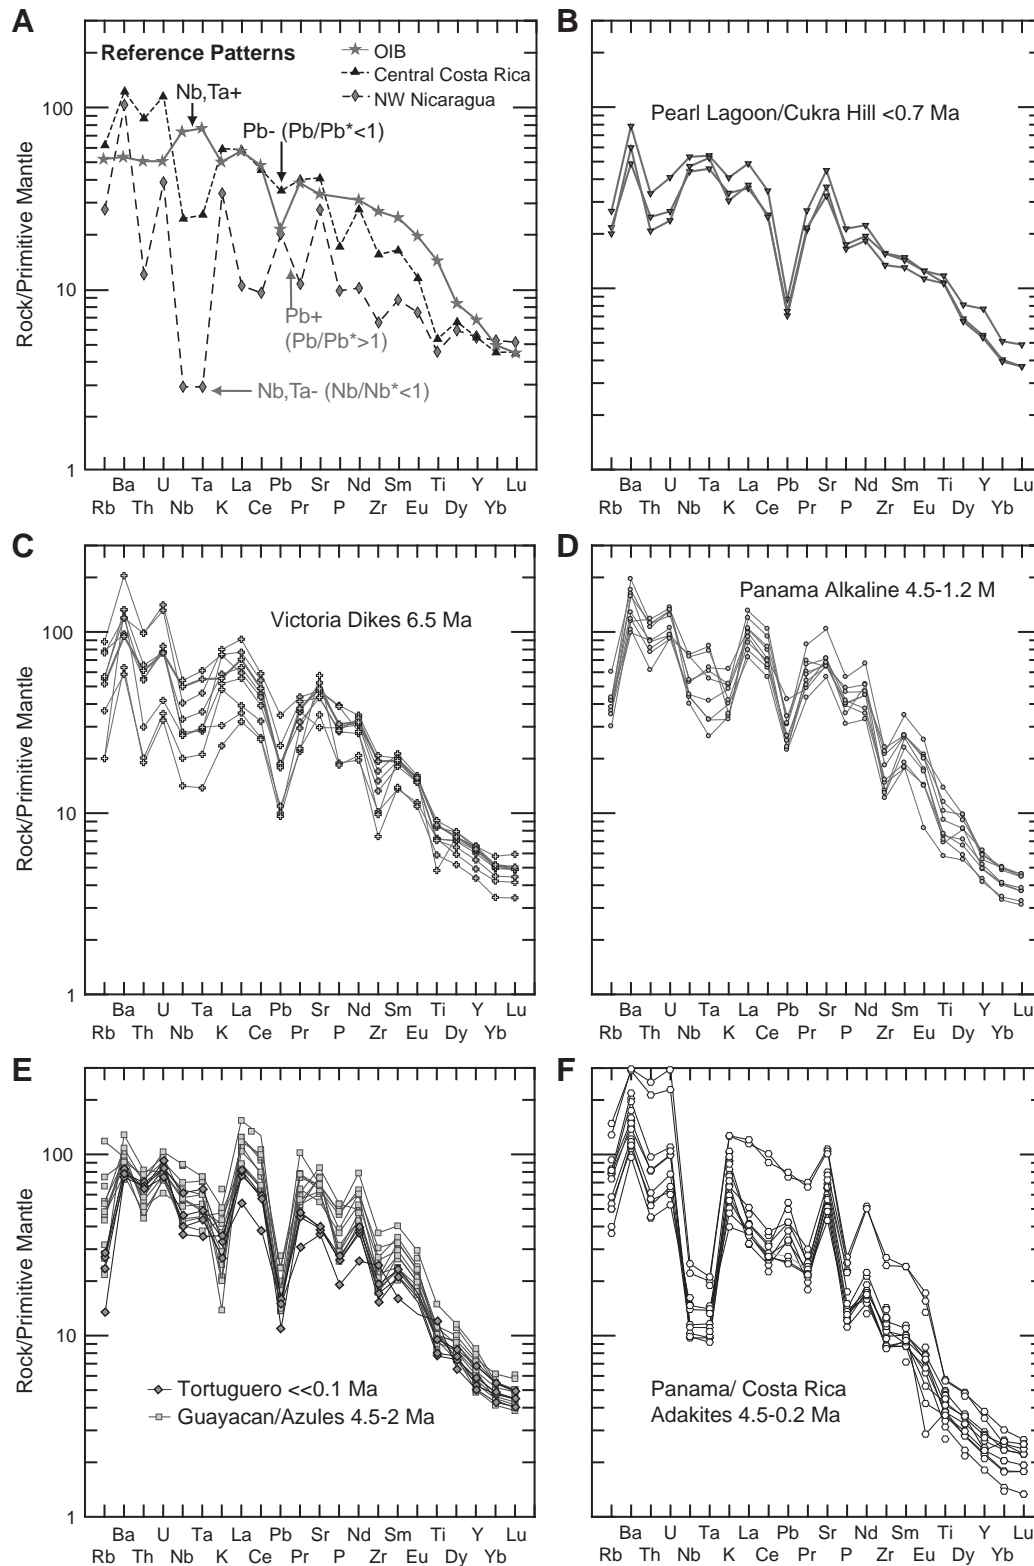 A
Reference Patterns
OIB
Central Costa Rica
NW Nicaragua
Nb,Ta+
Pb- (Pb/Pb*<1)
Pb+
(Pb/Pb*>1)
Nb,Ta- (Nb/Nb*<1)
Rock/Primitive Mantle
100
10
1
Ba U Ta La Pb Sr Nd Sm Ti Y Lu
Rb Th Nb K Ce Pr P Zr Eu Dy Yb
B
Pearl Lagoon/Cukra Hill <0.7 Ma
Ba U Ta La Pb Sr Nd Sm Ti Y Lu
Rb Th Nb K Ce Pr P Zr Eu Dy Yb
C
Victoria Dikes 6.5 Ma
Rock/Primitive Mantle
100
10
1
Ba U Ta La Pb Sr Nd Sm Ti Y Lu
Rb Th Nb K Ce Pr P Zr Eu Dy Yb
D
Panama Alkaline 4.5-1.2 M
Ba U Ta La Pb Sr Nd Sm Ti Y Lu
Rb Th Nb K Ce Pr P Zr Eu Dy Yb
E
Rock/Primitive Mantle
100
10
1
Tortuguero <<0.1 Ma
Guayacan/Azules 4.5-2 Ma
Ba U Ta La Pb Sr Nd Sm Ti Y Lu
Rb Th Nb K Ce Pr P Zr Eu Dy Yb
F
Panama/ Costa Rica
Adakites 4.5-0.2 Ma
Ba U Ta La Pb Sr Nd Sm Ti Y Lu
Rb Th Nb K Ce Pr P Zr Eu Dy Yb